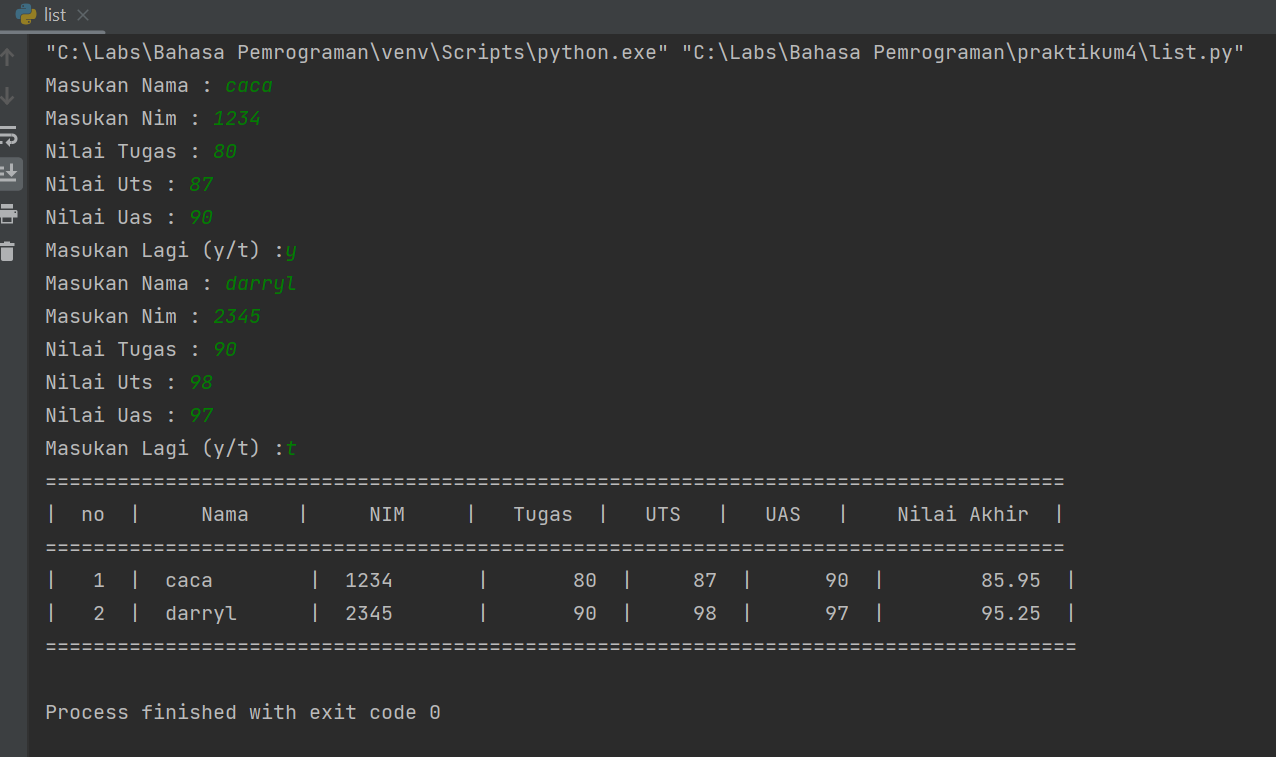 list
"C:\Labs\Bahasa Pemrograman\venv\Scripts\python.exe" "C:\Labs\Bahasa Pemrograman\praktikum4\list.py"
Masukan Nama : caca
Masukan Nim : 1234
Nilai Tugas : 80
Nilai Uts : 87
Nilai Uas : 90
Masukan Lagi (y/t) :y
Masukan Nama : darryl
Masukan Nim : 2345
Nilai Tugas : 90
Nilai Uts : 98
Nilai Uas : 97
Masukan Lagi (y/t) :t
=====================================================================================
|  no  |     Nama    |     NIM     |   Tugas  |   UTS   |   UAS   |    Nilai Akhir  |
=====================================================================================
|   1  |  caca        |  1234       |       80  |     87  |      90  |        85.95  |
|   2  |  darryl      |  2345       |       90  |     98  |      97  |        95.25  |
======================================================================================
Process finished with exit code 0